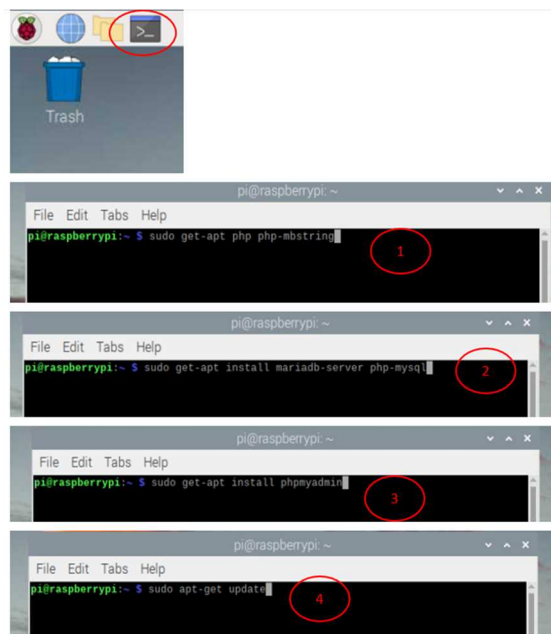 >_
Trash
pi@raspberrypi: ~
File Edit Tabs Help
pi@raspberrypi:~ $ sudo get-apt php php-mbstring
1
pi@raspberrypi: ~
File Edit Tabs Help
pi@raspberrypi:~ $ sudo get-apt install mariadb-server php-mysql
2
pi@raspberrypi: ~
File Edit Tabs Help
pi@raspberrypi:~ $ sudo get-apt install phpmyadmin
3
pi@raspberrypi: ~
File Edit Tabs Help
pi@raspberrypi:~ $ sudo apt-get update
4